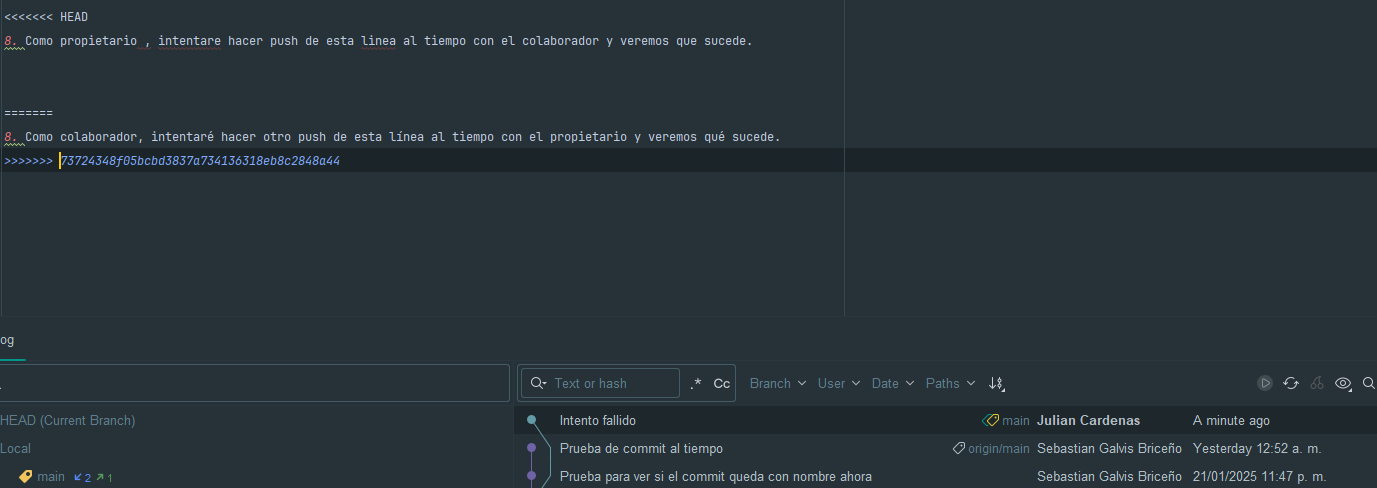 <<<<<<< HEAD
8. Como propietario , intentare hacer push de esta linea al tiempo con el colaborador y veremos que sucede.
=======
8. Como colaborador, intentaré hacer otro push de esta línea al tiempo con el propietario y veremos qué sucede.
>>>>>>> 73724348f05bcbd3837a734136318eb8c2848a44
og
Text or hash .* Cc Branch User Date Paths
HEAD (Current Branch)
Intento fallido main Julian Cardenas A minute ago
Local
Prueba de commit al tiempo origin/main Sebastian Galvis Briceño Yesterday 12:52 a. m.
main 2 1
Prueba para ver si el commit queda con nombre ahora Sebastian Galvis Briceño 21/01/2025 11:47 p. m.